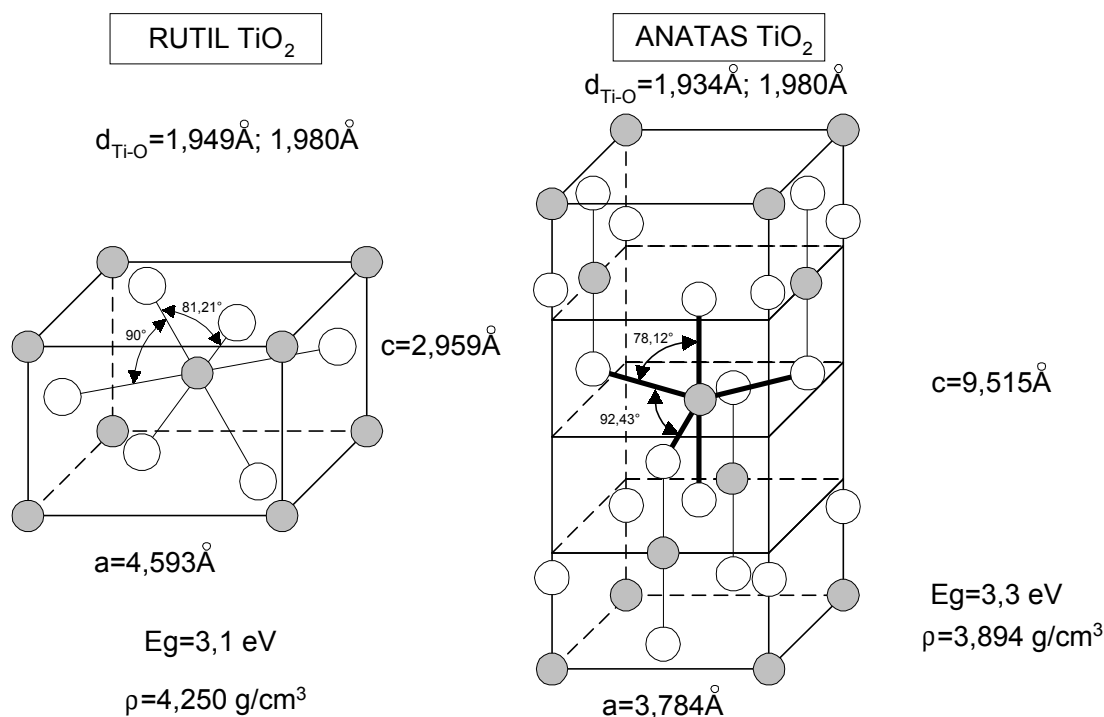 RUTIL TiO₂
d_Ti-O=1,949Å; 1,980Å
81,21°
90°
c=2,959Å
a=4,593Å
Eg=3,1 eV
ρ=4,250 g/cm³
ANATAS TiO₂
d_Ti-O=1,934Å; 1,980Å
78,12°
92,43°
c=9,515Å
Eg=3,3 eV
ρ=3,894 g/cm³
a=3,784Å